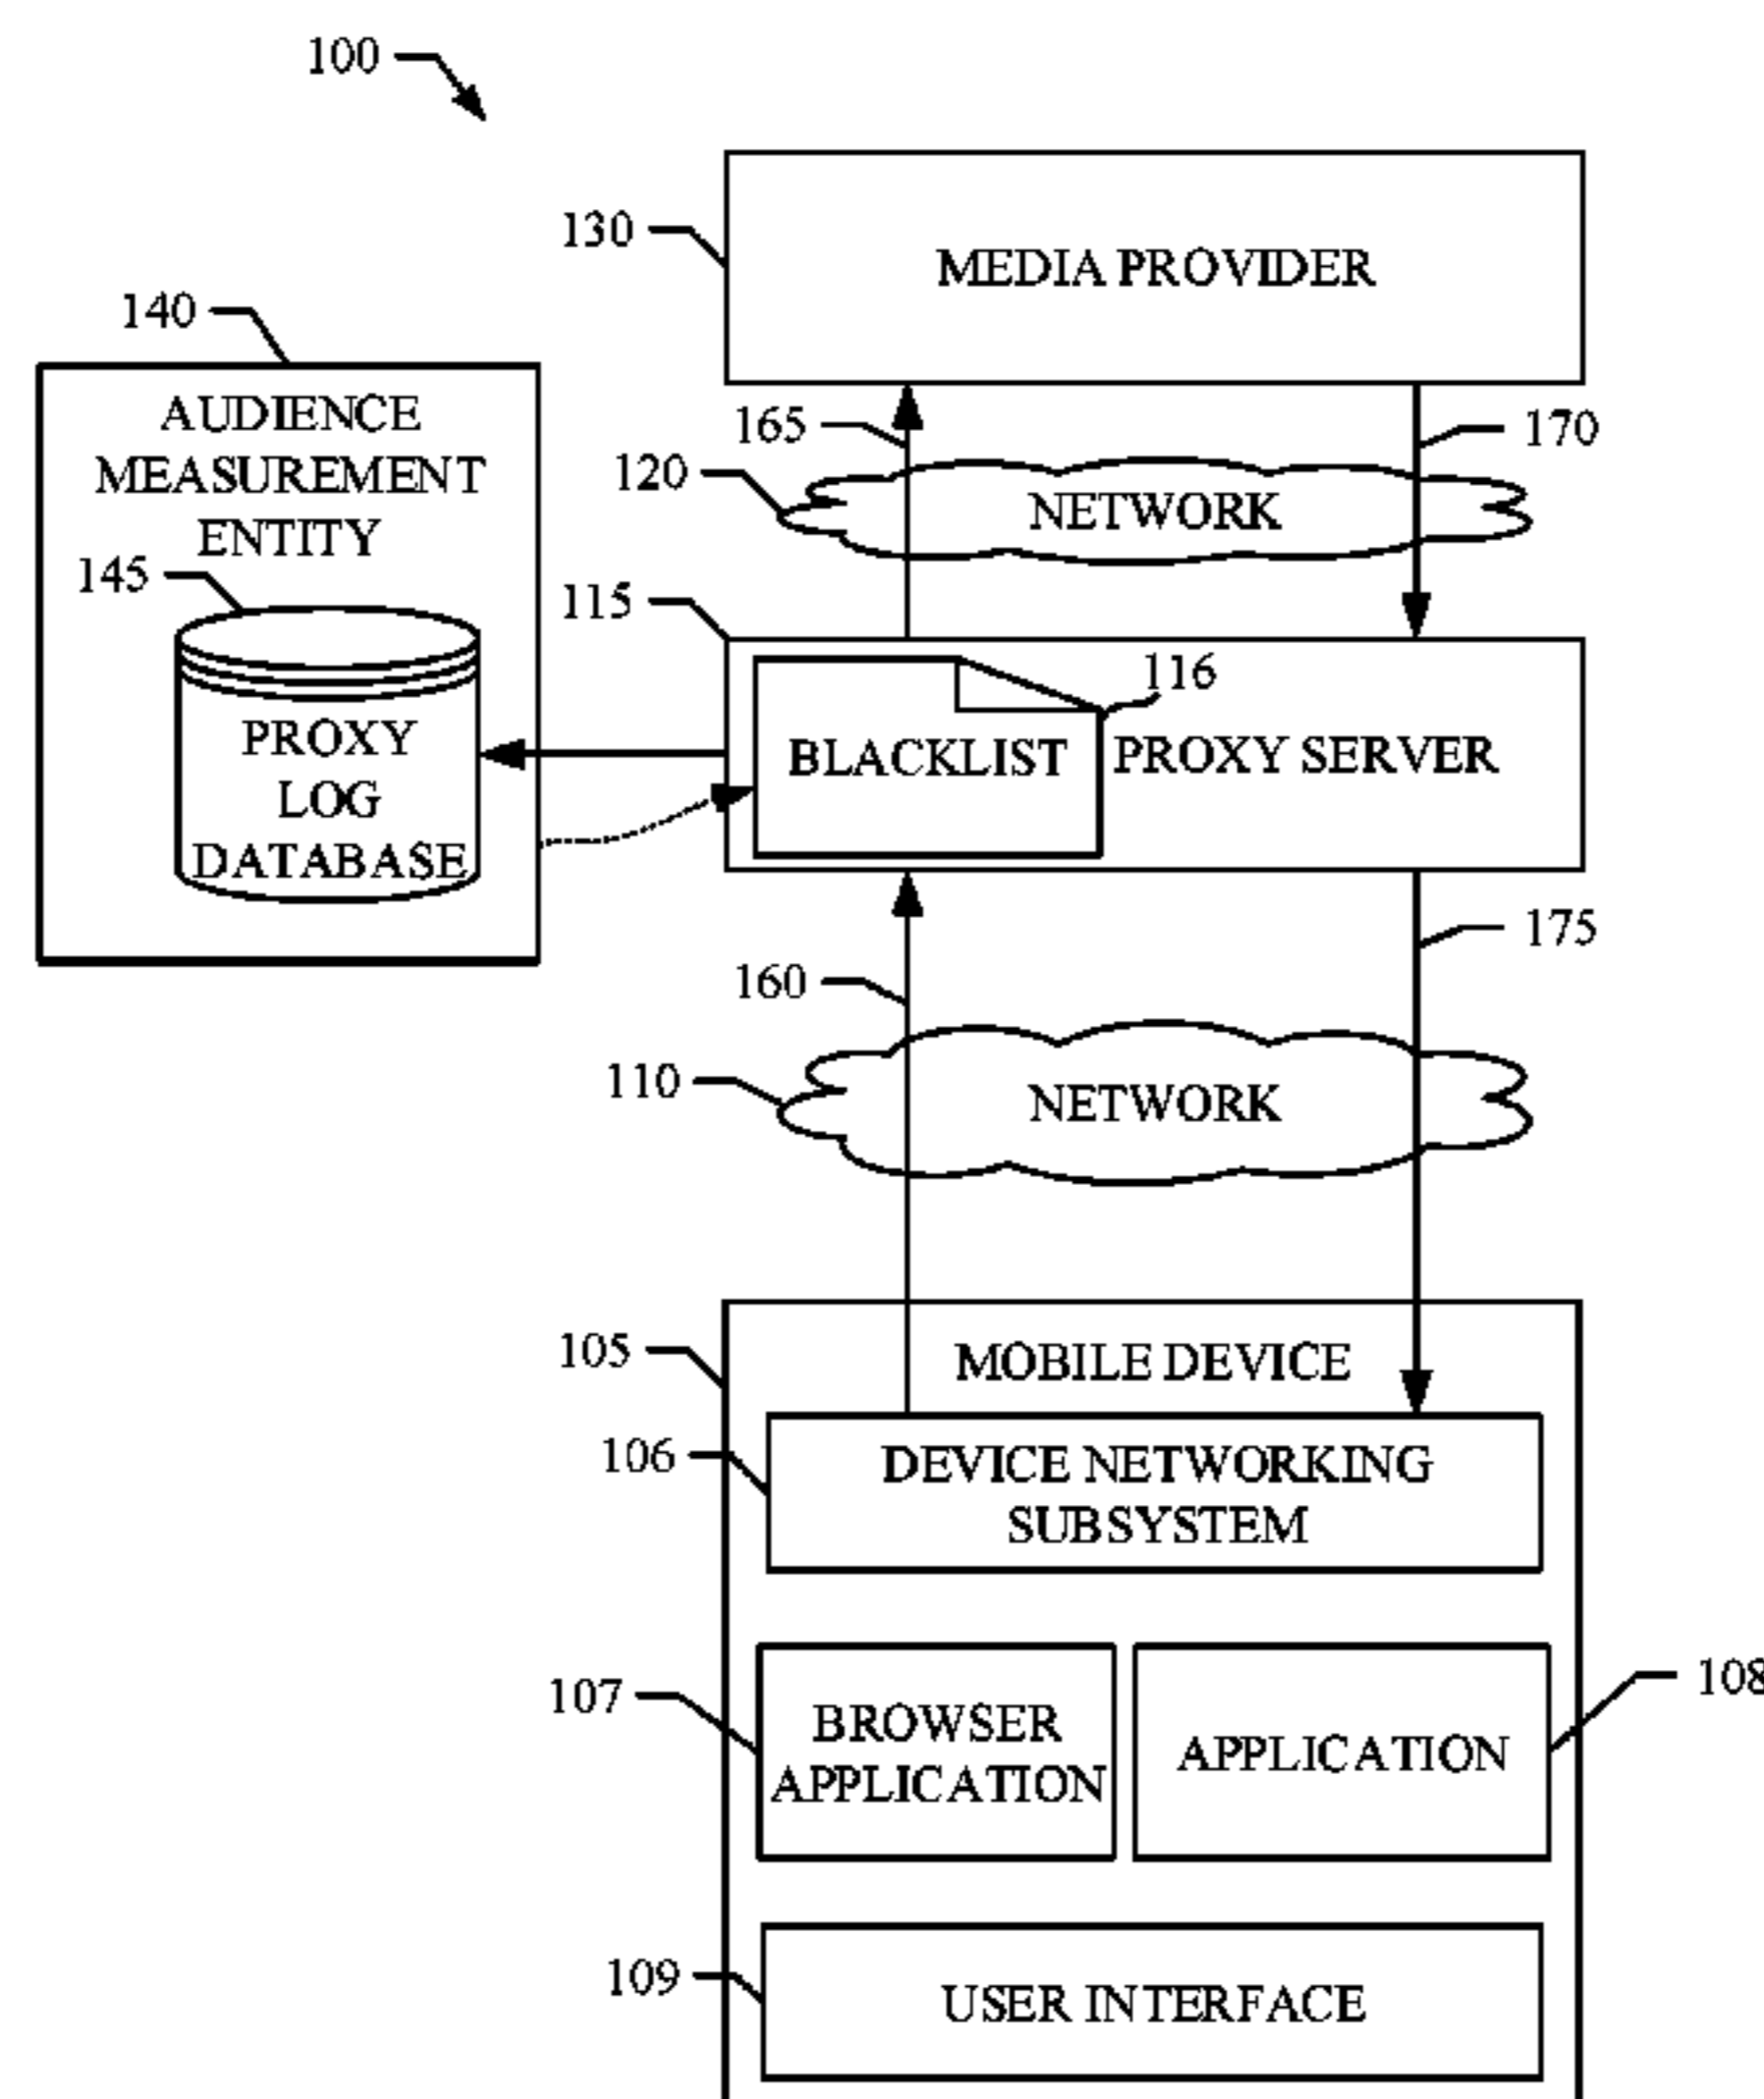 100
130
MEDIA PROVIDER
140
AUDIENCE
MEASUREMENT
ENTITY
145
PROXY
LOG
DATABASE
165
170
120
NETWORK
115
116
BLACKLIST
PROXY SERVER
160
175
110
NETWORK
105
MOBILE DEVICE
106
DEVICE NETWORKING
SUBSYSTEM
107
BROWSER
APPLICATION
APPLICATION
108
109
USER INTERFACE